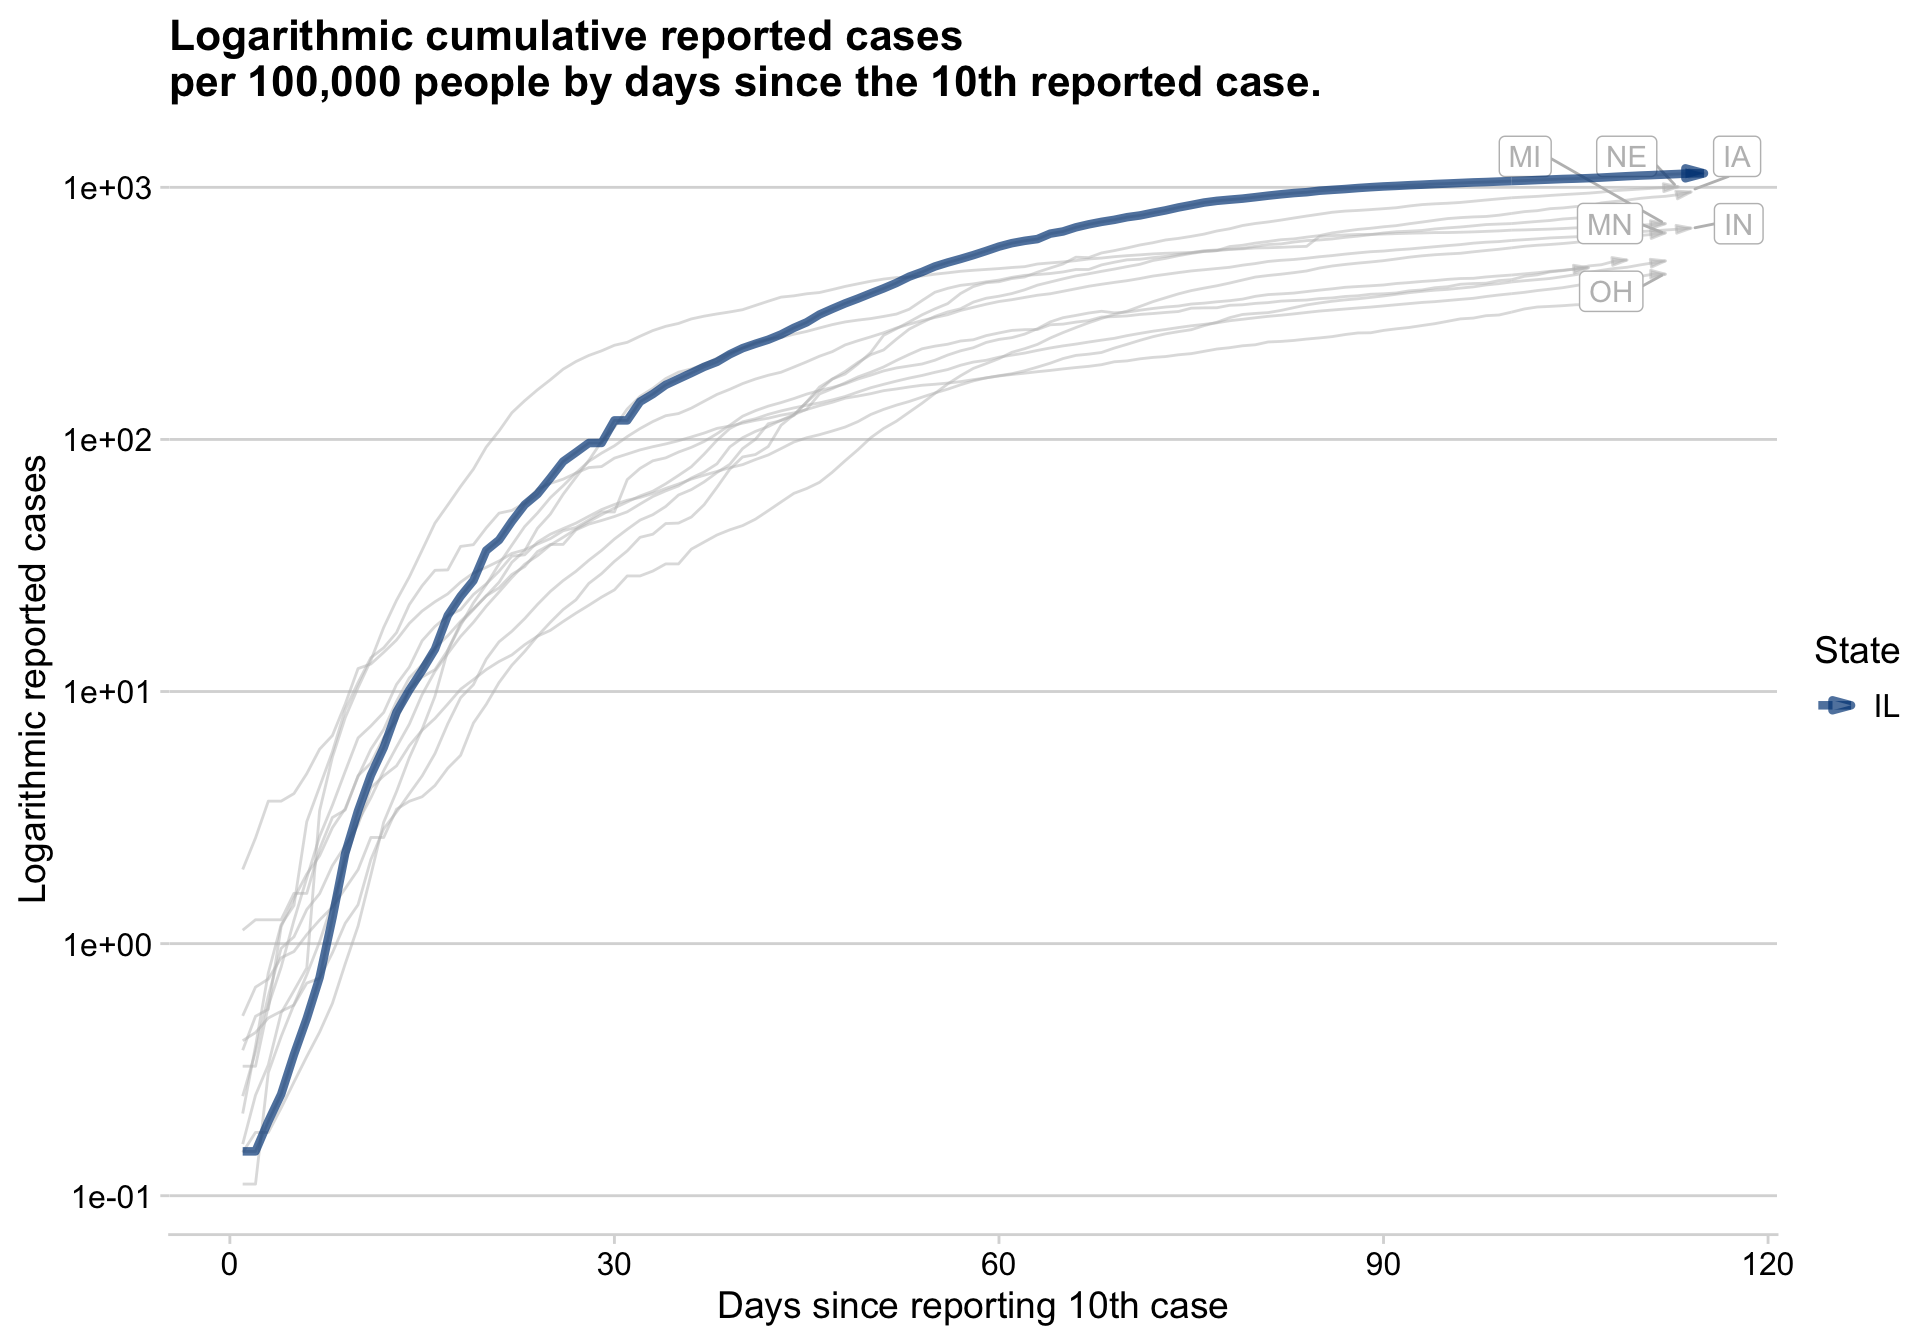 Logarithmic cumulative reported cases
per 100,000 people by days since the 10th reported case.
MI
NE
IA
MN
IN
OH
1e+03
1e+02
1e+01
1e+00
1e-01
Logarithmic reported cases
0
30
60
90
120
Days since reporting 10th case
State
IL